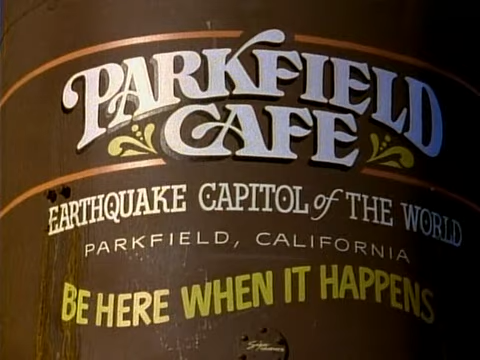 PARKFIELD
CAFE
EARTHQUAKE CAPITOL of THE WORLD
PARKFIELD, CALIFORNIA
BE HERE WHEN IT HAPPENS